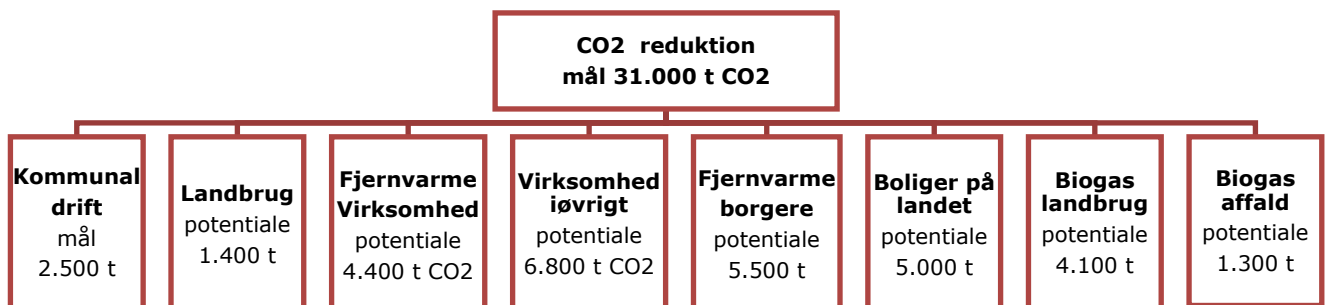 CO2 reduktion
mål 31.000 t CO2
Kommunal
drift
mål
2.500 t
Landbrug
potentiale
1.400 t
Fjernvarme
Virksomhed
potentiale
4.400 t CO2
Virksomhed
iøvrigt
potentiale
6.800 t CO2
Fjernvarme
borgere
potentiale
5.500 t
Boliger på
landet
potentiale
5.000 t
Biogas
landbrug
potentiale
4.100 t
Biogas
affald
potentiale
1.300 t